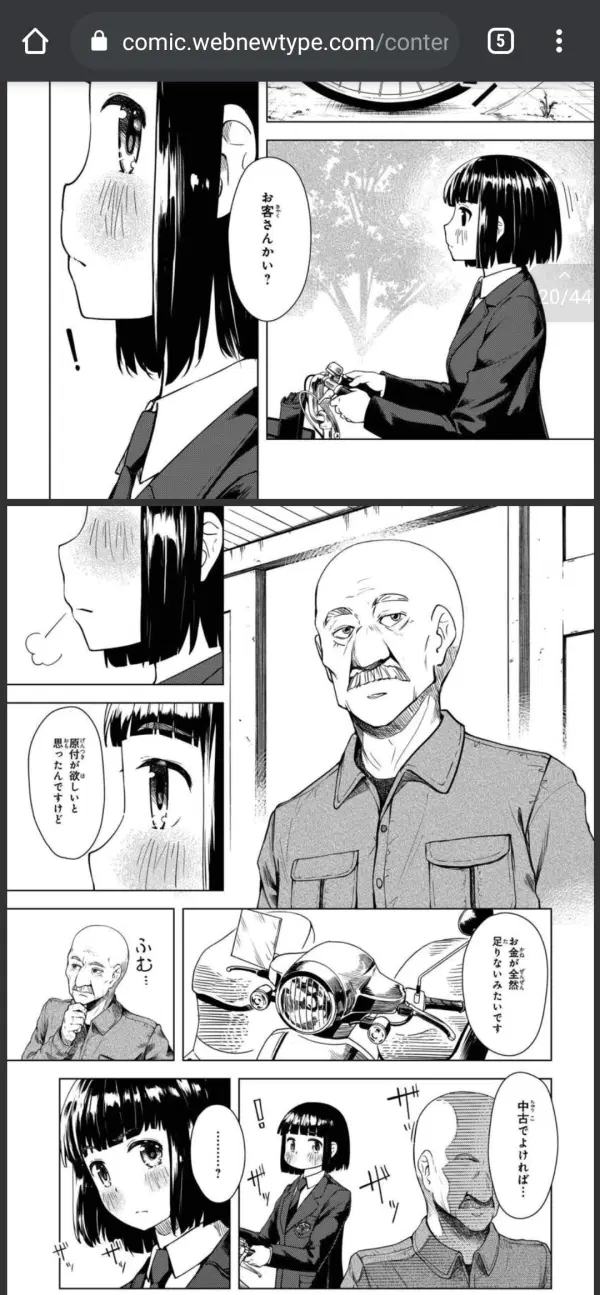 comic.webnewtype.com/conter
5
20/44
お客さんかい？
！
原付が欲しいと
思ったんですけど
お金が全然
足りないみたいです
ふむ…
中古でよければ…
ザッ
ザッ
！
ザッ
ザッ
………？
ザッ
ザッ